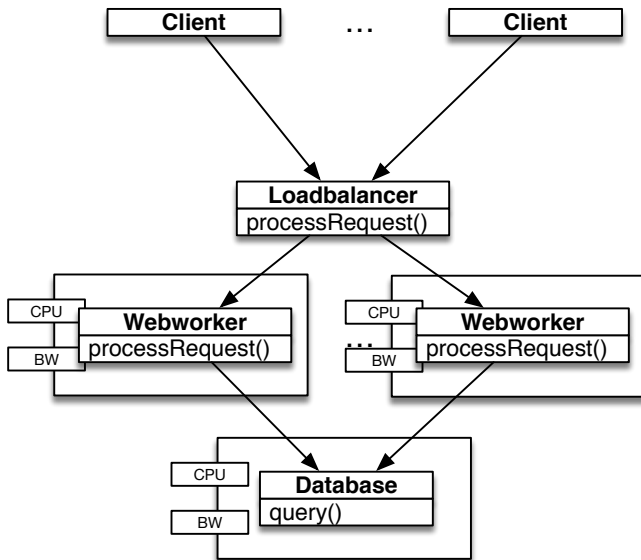 Client ... Client
Loadbalancer
processRequest()
CPU
Webworker
processRequest()
BW
...
CPU
Webworker
processRequest()
BW
CPU
Database
query()
BW